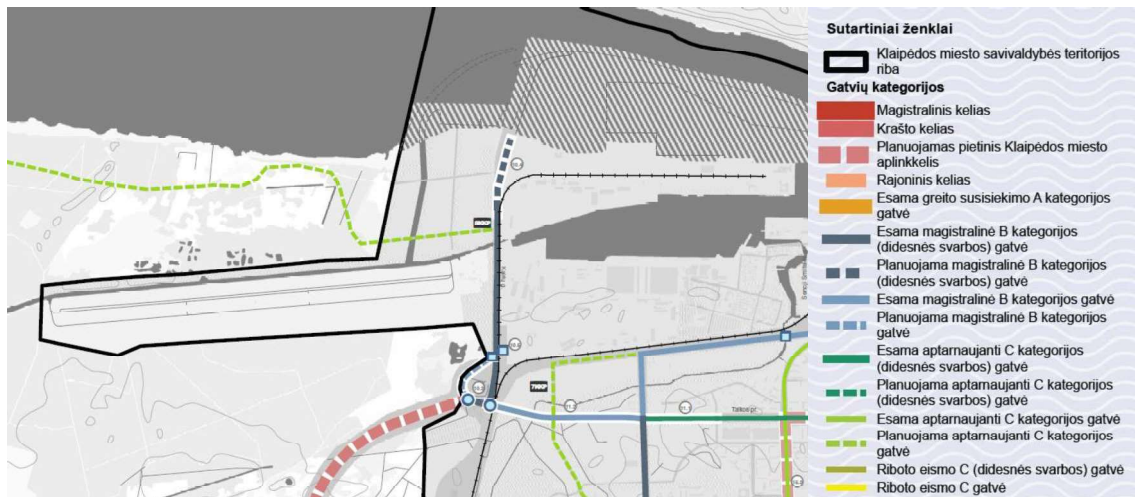 Sutartiniai ženklai
Klaipėdos miesto savivaldybės teritorijos
riba
Gatvių kategorijos
Magistralinis kelias
Krašto kelias
Planuojamas pietinis Klaipėdos miesto
aplinkkelis
Rajoninis kelias
Esama greito susisiekimo A kategorijos
gatvė
Esama magistralinė B kategorijos
(didesnės svarbos) gatvė
Planuojama magistralinė B kategorijos
(didesnės svarbos) gatvė
Esama magistralinė B kategorijos gatvė
Planuojama magistralinė B kategorijos
gatvė
Esama aptarnaujanti C kategorijos
(didesnės svarbos) gatvė
Planuojama aptarnaujanti C kategorijos
(didesnės svarbos) gatvė
Esama aptarnaujanti C kategorijos gatvė
Planuojama aptarnaujanti C kategorijos
gatvė
Riboto eismo C (didesnės svarbos) gatvė
Riboto eismo C gatvė
Taikos pr.